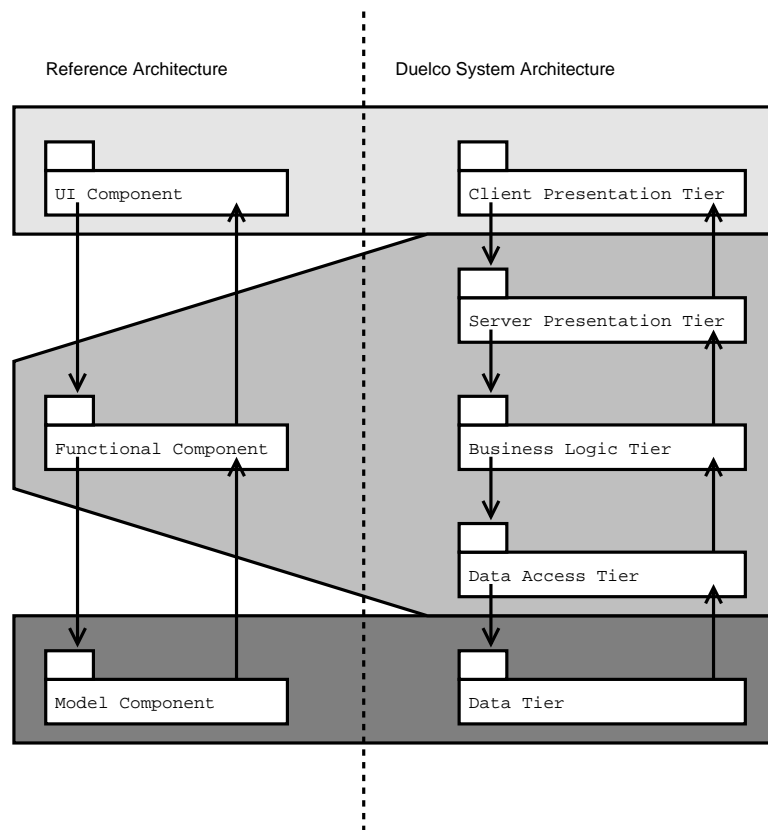 Reference Architecture
Duelco System Architecture
UI Component
Client Presentation Tier
Server Presentation Tier
Functional Component
Business Logic Tier
Data Access Tier
Model Component
Data Tier